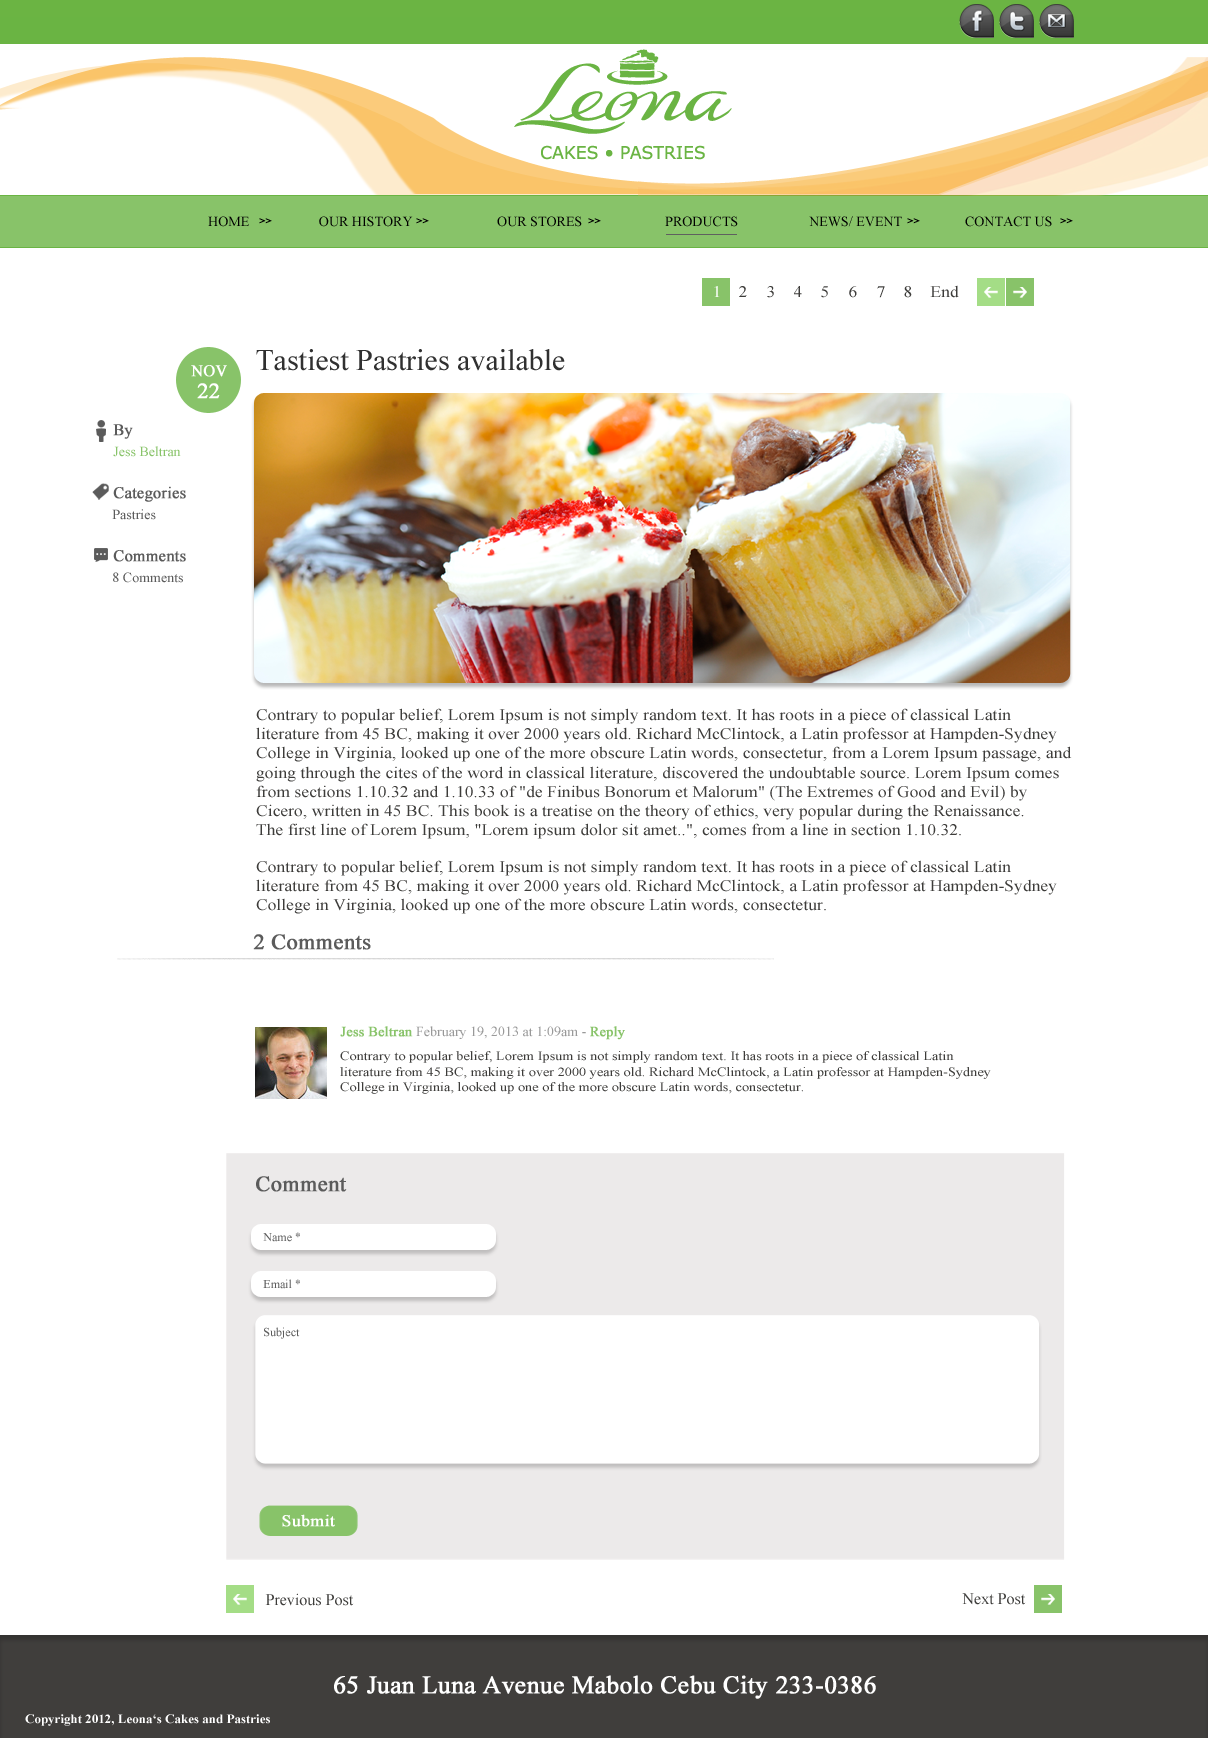 Leona
CAKES • PASTRIES
HOME >> OUR HISTORY >> OUR STORES >> PRODUCTS NEWS/ EVENT >> CONTACT US >>
1 2 3 4 5 6 7 8 End
NOV
22
Tastiest Pastries available
By
Jess Beltran
Categories
Pastries
Comments
8 Comments
Contrary to popular belief, Lorem Ipsum is not simply random text. It has roots in a piece of classical Latin
literature from 45 BC, making it over 2000 years old. Richard McClintock, a Latin professor at Hampden-Sydney
College in Virginia, looked up one of the more obscure Latin words, consectetur, from a Lorem Ipsum passage, and
going through the cites of the word in classical literature, discovered the undoubtable source. Lorem Ipsum comes
from sections 1.10.32 and 1.10.33 of "de Finibus Bonorum et Malorum" (The Extremes of Good and Evil) by
Cicero, written in 45 BC. This book is a treatise on the theory of ethics, very popular during the Renaissance.
The first line of Lorem Ipsum, "Lorem ipsum dolor sit amet..", comes from a line in section 1.10.32.
Contrary to popular belief, Lorem Ipsum is not simply random text. It has roots in a piece of classical Latin
literature from 45 BC, making it over 2000 years old. Richard McClintock, a Latin professor at Hampden-Sydney
College in Virginia, looked up one of the more obscure Latin words, consectetur.
2 Comments
Jess Beltran February 19, 2013 at 1:09am - Reply
Contrary to popular belief, Lorem Ipsum is not simply random text. It has roots in a piece of classical Latin
literature from 45 BC, making it over 2000 years old. Richard McClintock, a Latin professor at Hampden-Sydney
College in Virginia, looked up one of the more obscure Latin words, consectetur.
Comment
Name *
Email *
Subject
Submit
Previous Post
Next Post
65 Juan Luna Avenue Mabolo Cebu City 233-0386
Copyright 2012, Leona‘s Cakes and Pastries